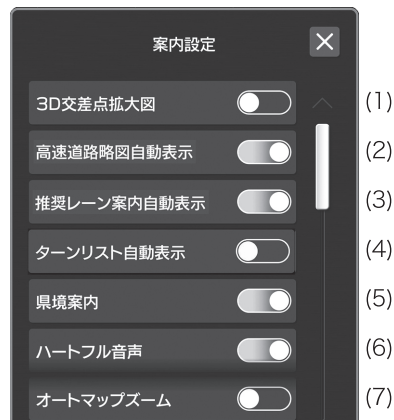 案内設定
3D交差点拡大図 (1)
高速道路略図自動表示 (2)
推奨レーン案内自動表示 (3)
ターンリスト自動表示 (4)
県境案内 (5)
ハートフル音声 (6)
オートマップズーム (7)